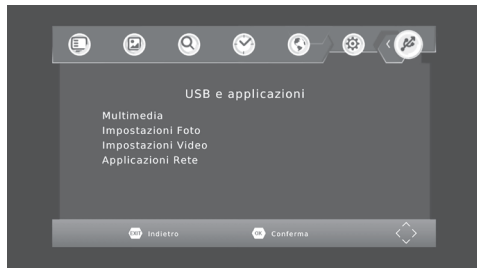 USB e applicazioni
Multimedia
Impostazioni Foto
Impostazioni Video
Applicazioni Rete
EXIT Indietro OK Conferma